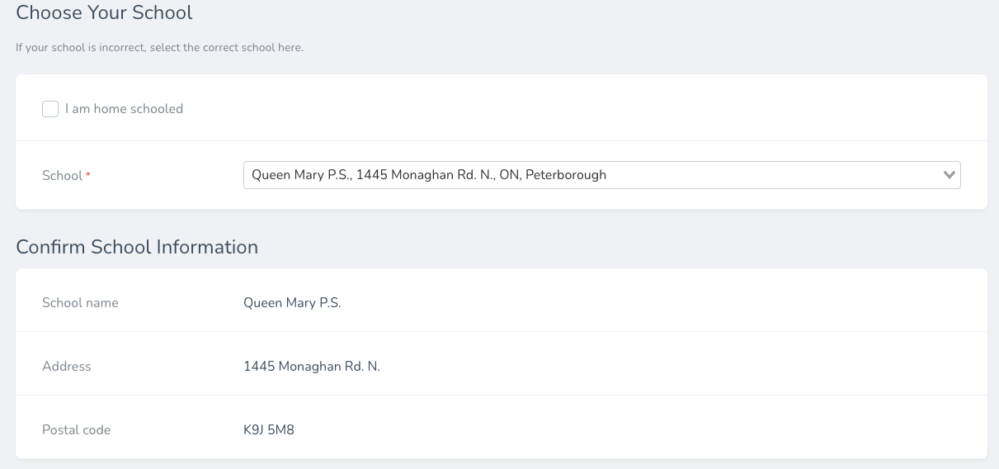 Choose Your School
If your school is incorrect, select the correct school here.
I am home schooled
School *
Queen Mary P.S., 1445 Monaghan Rd. N., ON, Peterborough
Confirm School Information
School name
Queen Mary P.S.
Address
1445 Monaghan Rd. N.
Postal code
K9J 5M8